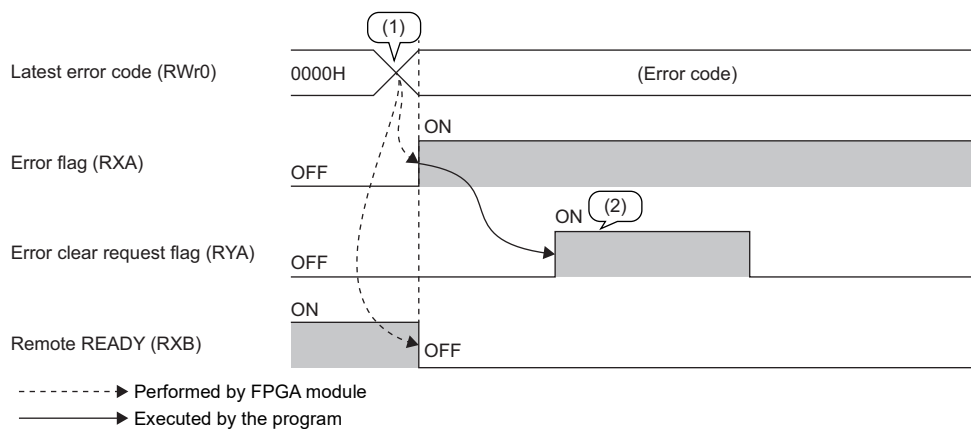 (1)
Latest error code (RWr0)
0000H
(Error code)
ON
Error flag (RXA)
OFF
ON
(2)
Error clear request flag (RYA)
OFF
ON
Remote READY (RXB)
OFF
Performed by FPGA module
Executed by the program